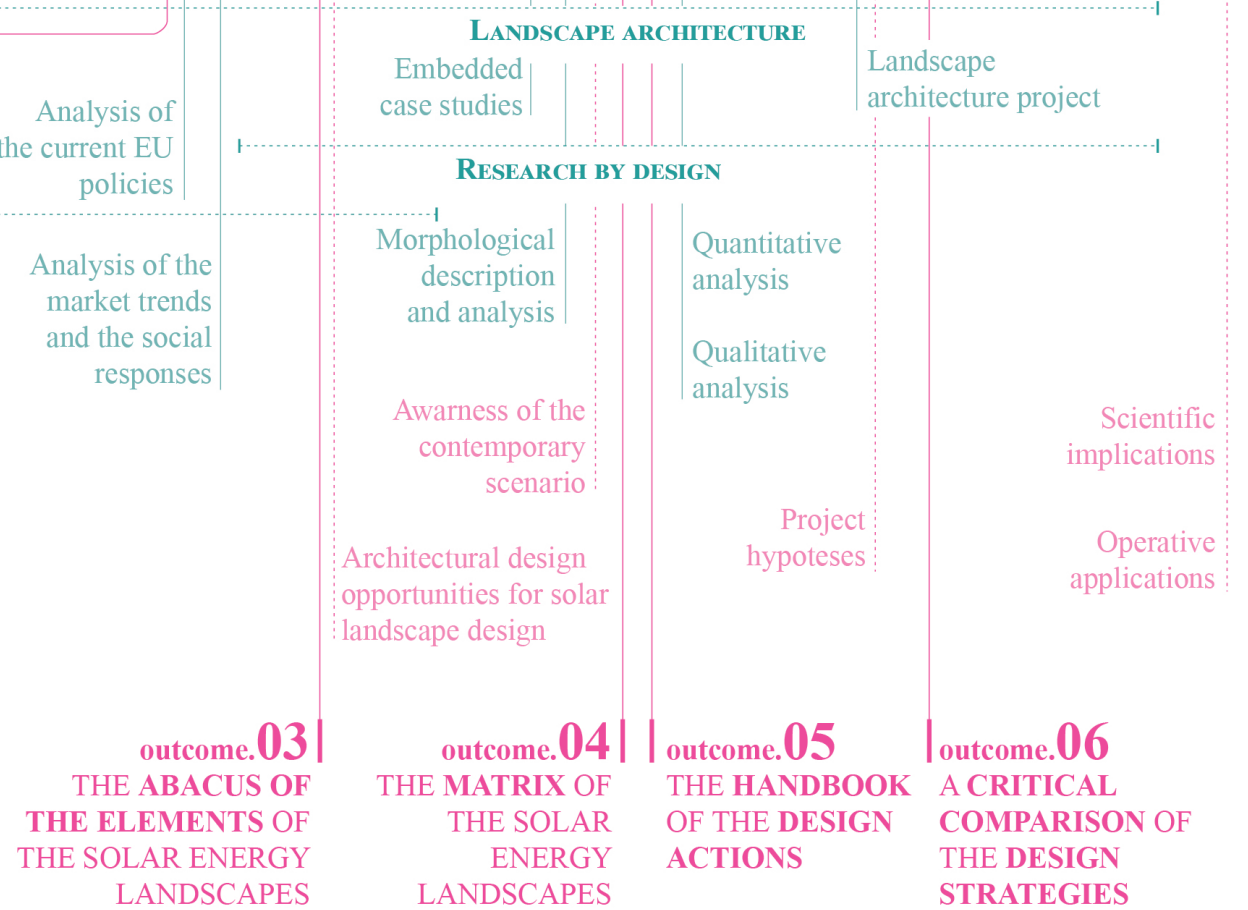 LANDSCAPE ARCHITECTURE
Embedded
case studies
Landscape
architecture project
Analysis of
the current EU
policies
RESEARCH BY DESIGN
Morphological
description
and analysis
Quantitative
analysis
Analysis of the
market trends
and the social
responses
Qualitative
analysis
Awarness of the
contemporary
scenario
Scientific
implications
Project
hypoteses
Operative
applications
Architectural design
opportunities for solar
landscape design
outcome.03
THE ABACUS OF
THE ELEMENTS OF
THE SOLAR ENERGY
LANDSCAPES
outcome.04
THE MATRIX OF
THE SOLAR
ENERGY
LANDSCAPES
outcome.05
THE HANDBOOK
OF THE DESIGN
ACTIONS
outcome.06
A CRITICAL
COMPARISON OF
THE DESIGN
STRATEGIES